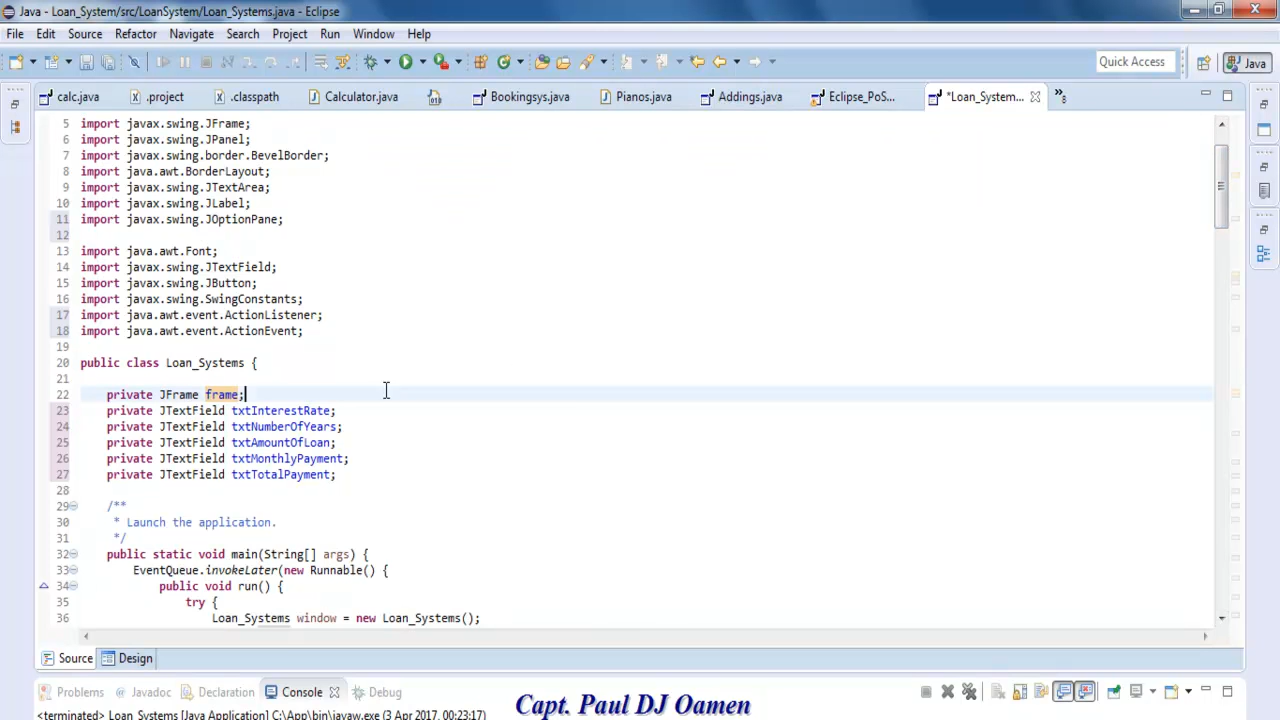 Java - Loan_System/src/LoanSystem/Loan_Systems.java - Eclipse
File Edit Source Refactor Navigate Search Project Run Window Help
Quick Access Java
calc.java .project .classpath Calculator.java Bookingsys.java Pianos.java Addings.java Eclipse_PoS... *Loan_System... 8
5 import javax.swing.JFrame;
6 import javax.swing.JPanel;
7 import javax.swing.border.BevelBorder;
8 import java.awt.BorderLayout;
9 import javax.swing.JTextArea;
10 import javax.swing.JLabel;
11 import javax.swing.JOptionPane;
12
13 import java.awt.Font;
14 import javax.swing.JTextField;
15 import javax.swing.JButton;
16 import javax.swing.SwingConstants;
17 import java.awt.event.ActionListener;
18 import java.awt.event.ActionEvent;
19
20 public class Loan_Systems {
21
22 private JFrame frame;
23 private JTextField txtInterestRate;
24 private JTextField txtNumberOfYears;
25 private JTextField txtAmountOfLoan;
26 private JTextField txtMonthlyPayment;
27 private JTextField txtTotalPayment;
28
29 /**
30 * Launch the application.
31 */
32 public static void main(String[] args) {
33 EventQueue.invokeLater(new Runnable() {
34 public void run() {
35 try {
36 Loan_Systems window = new Loan_Systems();
Source Design
Problems Javadoc Declaration Console Debug
Capt. Paul DJ Oamen
<terminated> Loan_Systems [Java Application] C:\App\bin\javaw.exe (3 Apr 2017, 00:23:17)